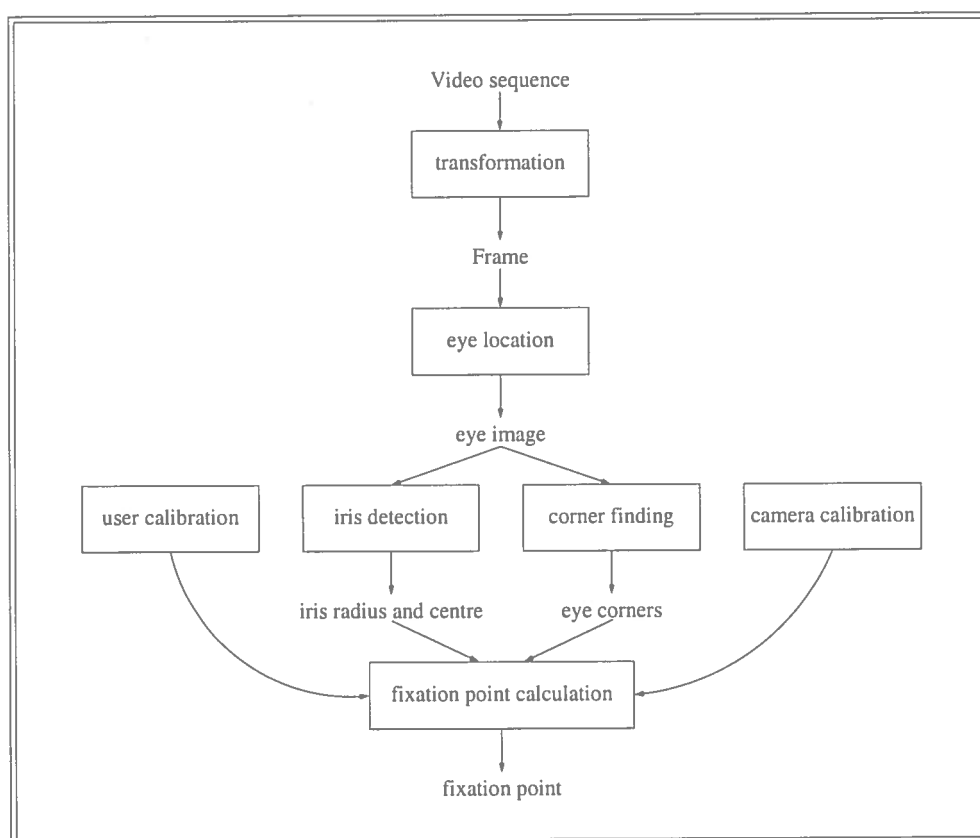 Video sequence
transformation
Frame
eye location
eye image
user calibration
iris detection
corner finding
camera calibration
iris radius and centre
eye corners
fixation point calculation
fixation point